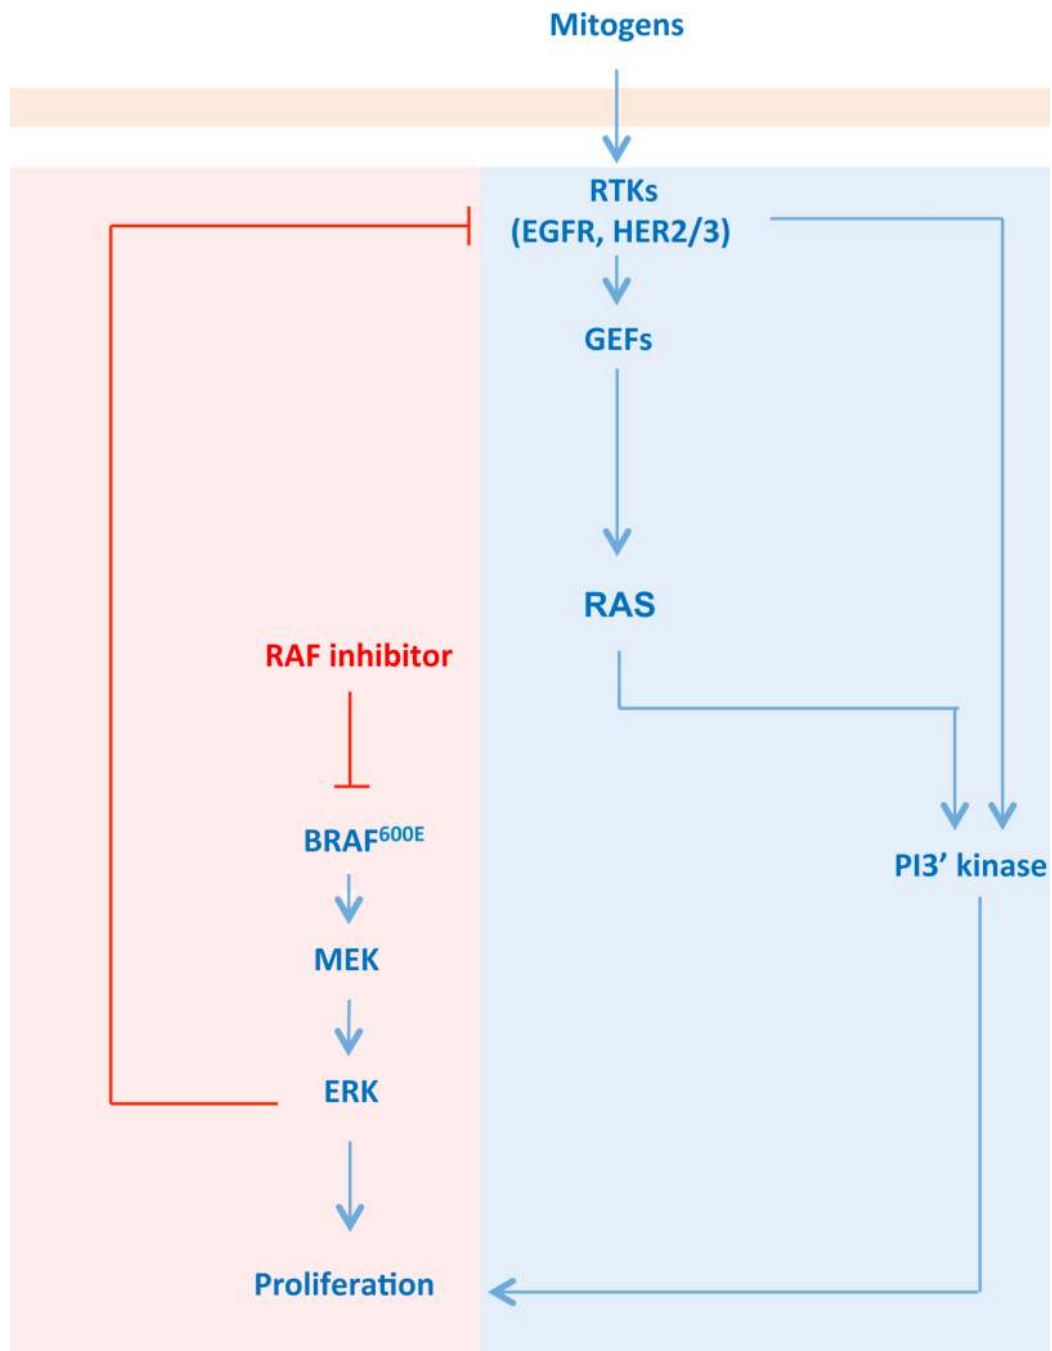 Mitogens
RTKs
(EGFR, HER2/3)
GEFs
RAS
RAF inhibitor
BRAF600E
PI3’ kinase
MEK
ERK
Proliferation